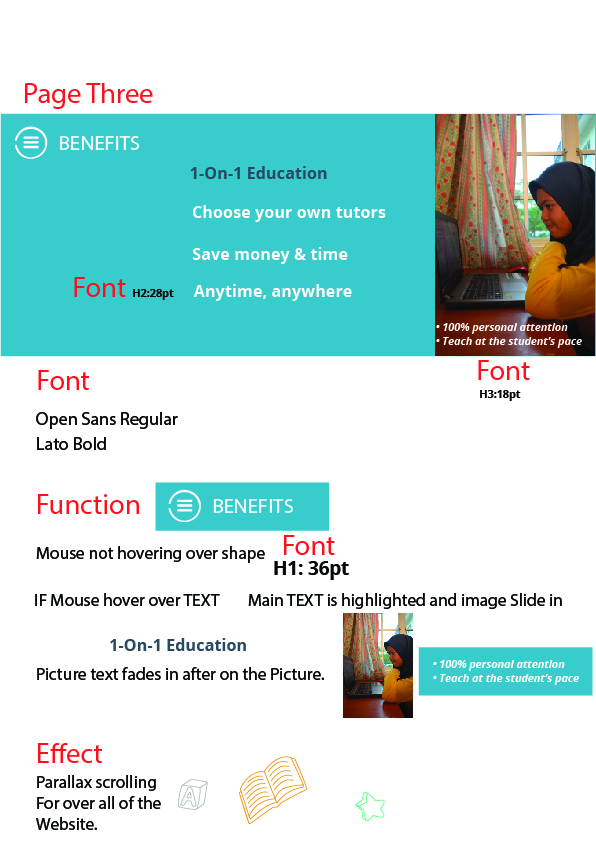 Page Three
BENEFITS
1-On-1 Education
Choose your own tutors
Save money & time
Font H2:28pt Anytime, anywhere
• 100% personal attention
• Teach at the student's pace
Font
H3:18pt
Font
Open Sans Regular
Lato Bold
Function
BENEFITS
Mouse not hovering over shape
Font
H1: 36pt
IF Mouse hover over TEXT
Main TEXT is highlighted and image Slide in
1-On-1 Education
Picture text fades in after on the Picture.
• 100% personal attention
• Teach at the student's pace
Effect
Parallax scrolling
For over all of the
Website.
A